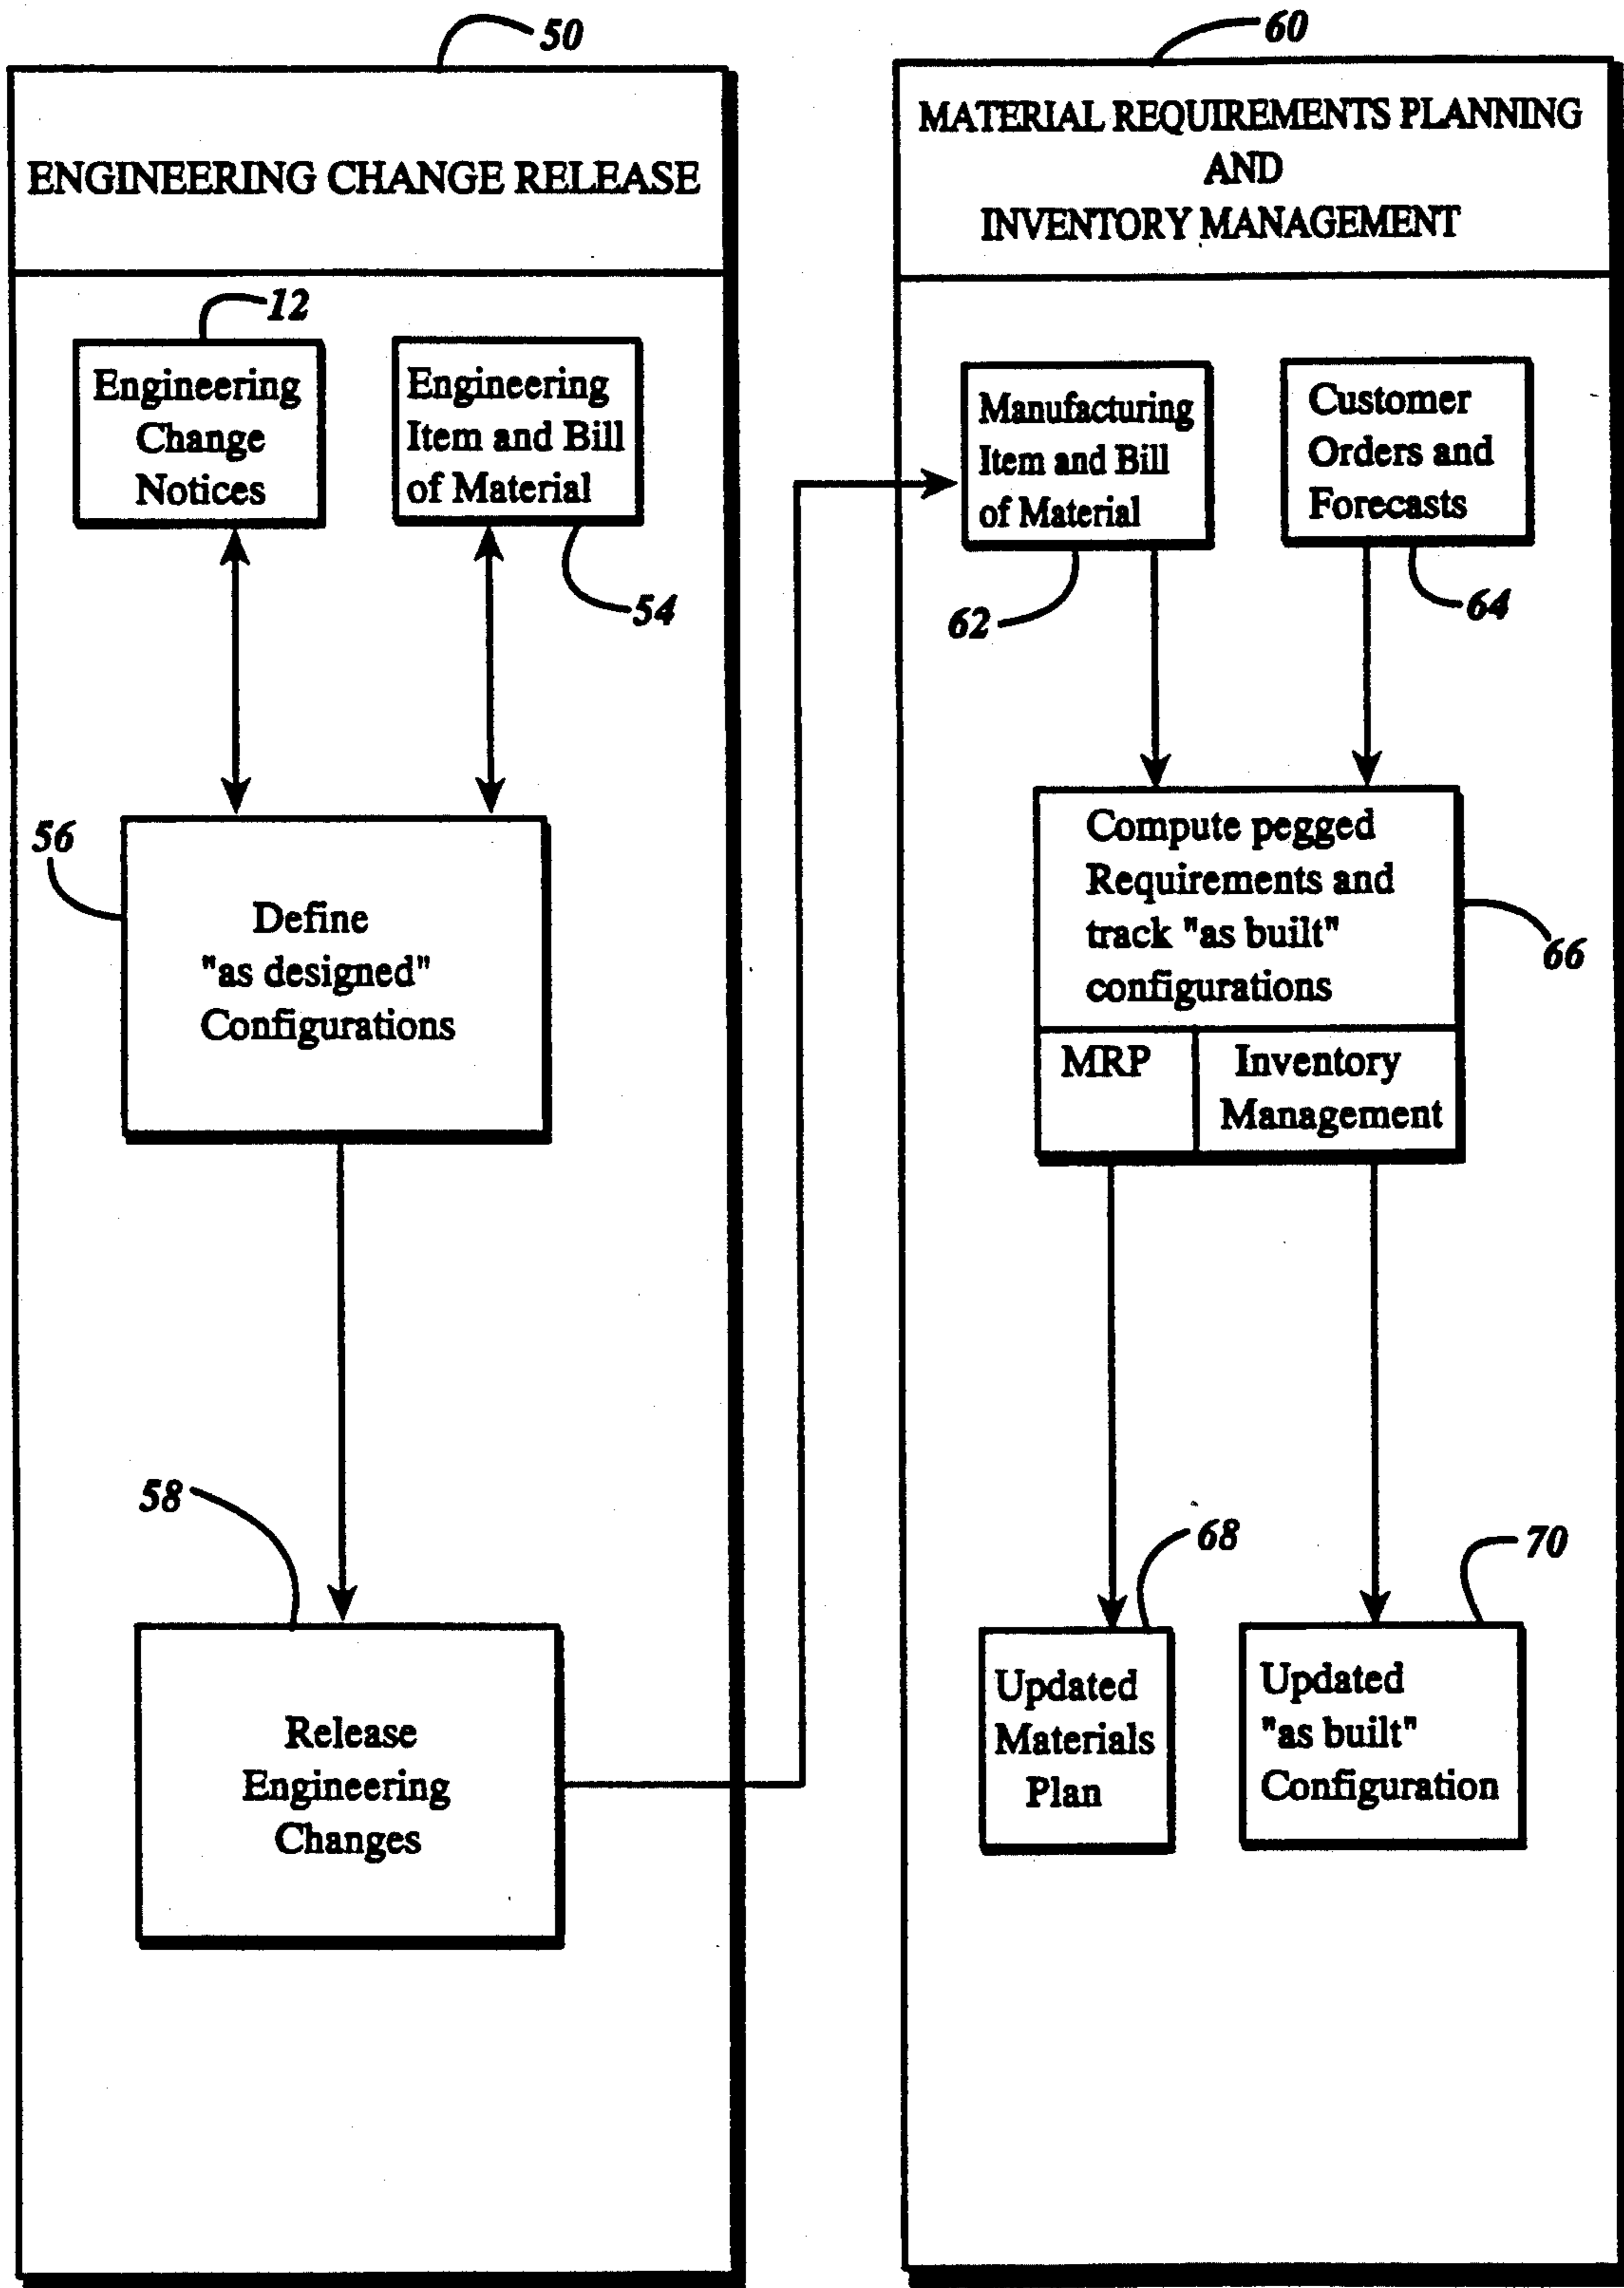 50
ENGINEERING CHANGE RELEASE
12
Engineering
Change
Notices
Engineering
Item and Bill
of Material
54
56
Define
"as designed"
Configurations
58
Release
Engineering
Changes
60
MATERIAL REQUIREMENTS PLANNING
AND
INVENTORY MANAGEMENT
Manufacturing
Item and Bill
of Material
62
Customer
Orders and
Forecasts
64
Compute pegged
Requirements and
track "as built"
configurations
66
MRP
Inventory
Management
68
Updated
Materials
Plan
70
Updated
"as built"
Configuration